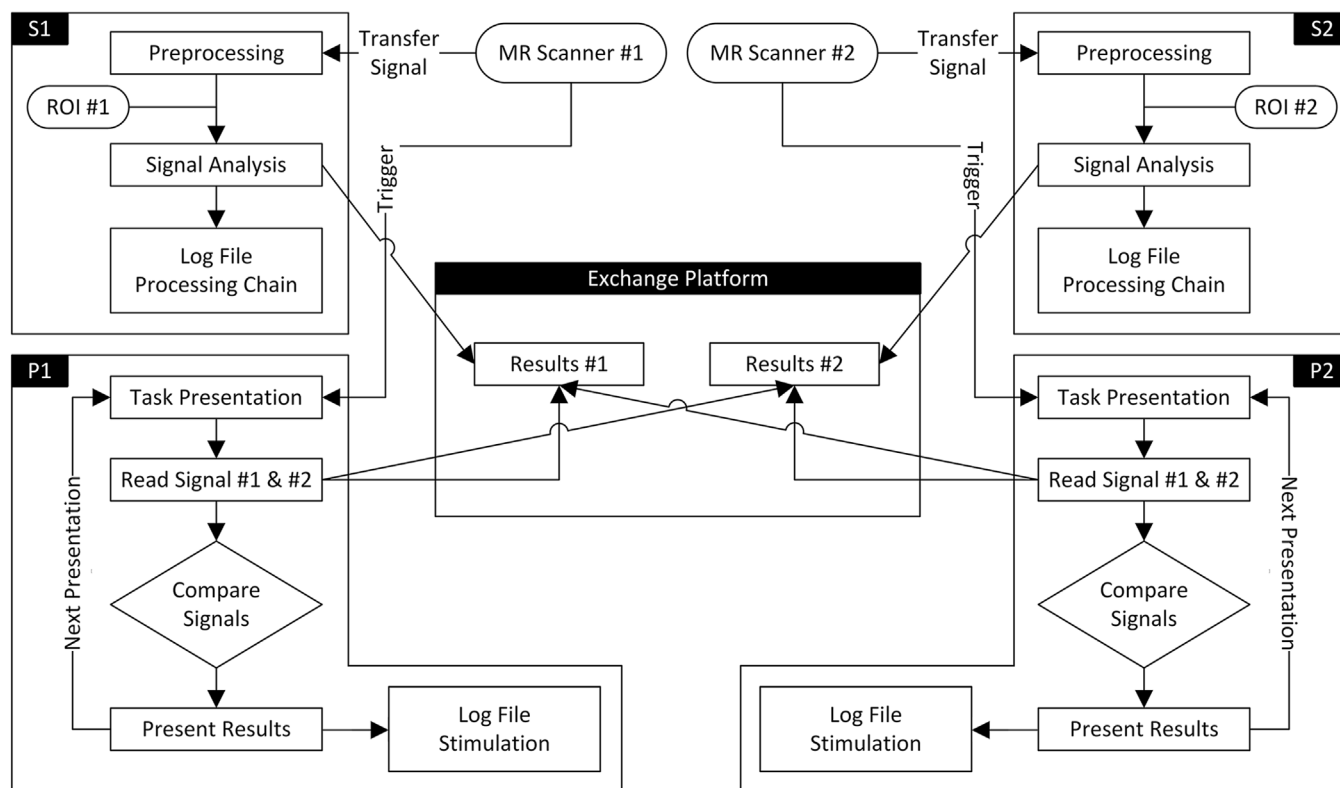 S1
Preprocessing
ROI #1
Signal Analysis
Log File
Processing Chain
Transfer
Signal
MR Scanner #1
Trigger
MR Scanner #2
Transfer
Signal
Trigger
S2
Preprocessing
ROI #2
Signal Analysis
Log File
Processing Chain
Exchange Platform
Results #1
Results #2
P1
Task Presentation
Read Signal #1 & #2
Compare
Signals
Present Results
Next Presentation
Log File
Stimulation
P2
Task Presentation
Read Signal #1 & #2
Compare
Signals
Present Results
Next Presentation
Log File
Stimulation